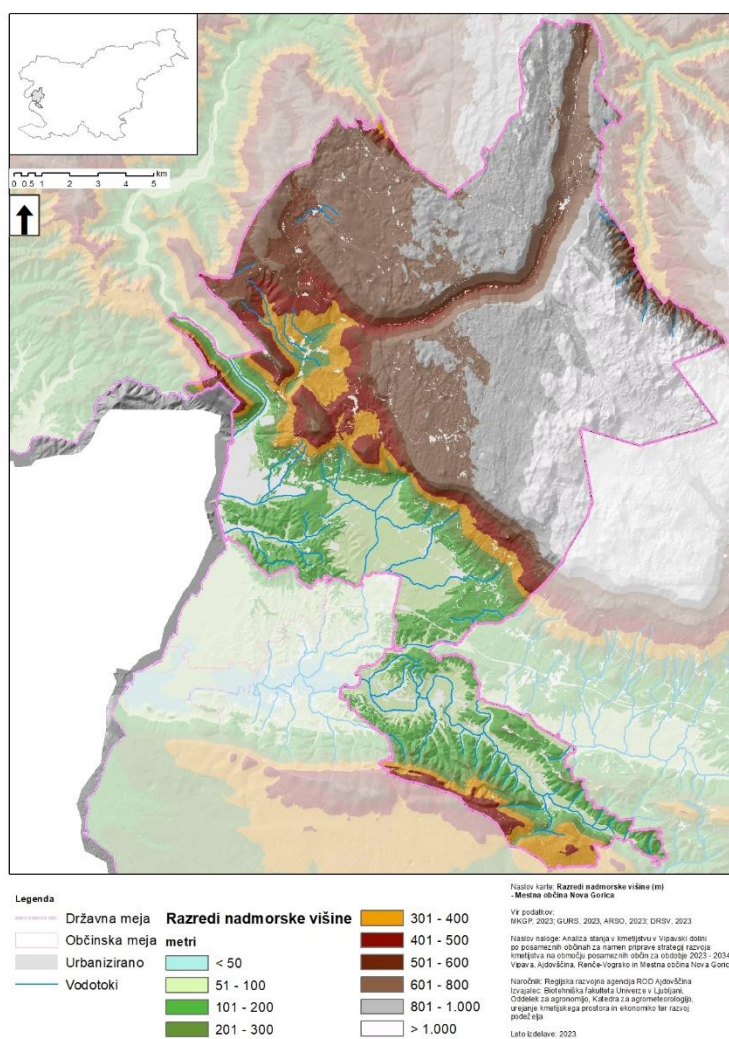 km
0 0.5 1 2 3 4 5
Legenda
Državna meja
Občinska meja
Urbanizirano
Vodotoki
Razredi nadmorske višine
metri
< 50
51 - 100
101 - 200
201 - 300
301 - 400
401 - 500
501 - 600
601 - 800
801 - 1.000
> 1.000
Naslov karte: Razredi nadmorske višine (m)
- Mestna občina Nova Gorica
Vir podatkov:
MKGP, 2023; GURS, 2023, ARSO, 2023; DRSV, 2023
Naslov naloge: Analiza stanja v kmetijstvu v Vipavski dolini
po posameznih občinah za namen priprave strategij razvoja
kmetijstva na območju posameznih občin za obdobje 2023 - 2034
Vipava, Ajdovščina, Renče-Vogrsko in Mestna občina Nova Goric
Naročnik: Regijska razvojna agencija ROD Ajdovščina
Izvajalec: Biotehniška fakulteta Univerze v Ljubljani,
Oddelek za agronomijo, Katedra za agrometeorologijo,
urejanje kmetijskega prostora in ekonomiko ter razvoj
podeželja
Leto izdelave: 2023